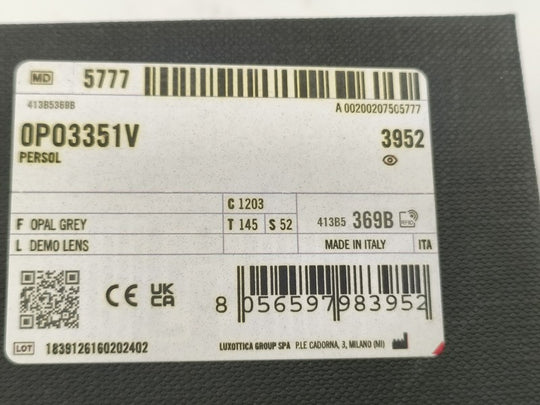 MD 5777
413B5369B
A 00200207505777
0PO3351V 3952
PERSOL
C 1203
F OPAL GREY T 145 S 52 413B5 369B RFID
L DEMO LENS MADE IN ITALY ITA
CE UK CA
8 056597 983952
LOT 1839126160202402 LUXOTTICA GROUP SPA P.LE CADORNA, 3, MILANO (MI)